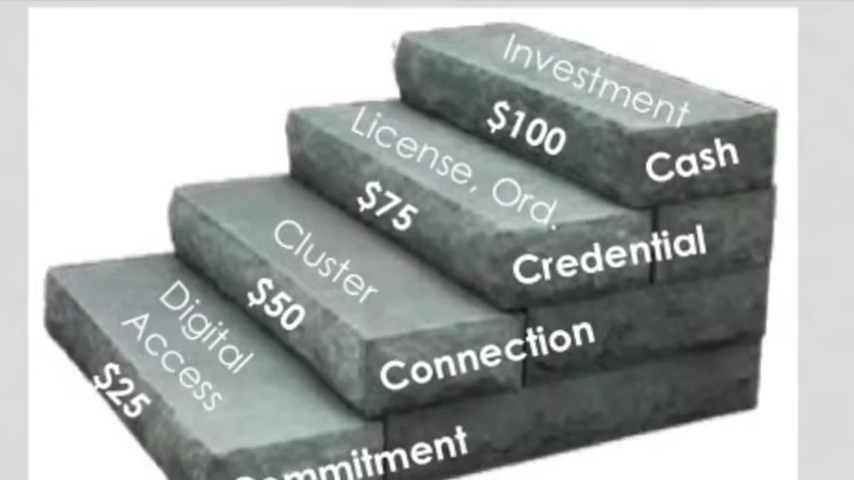 Investment
$100
Cash
License, Ord.
$75
Credential
Cluster
$50
Connection
Digital
Access
$25
Commitment